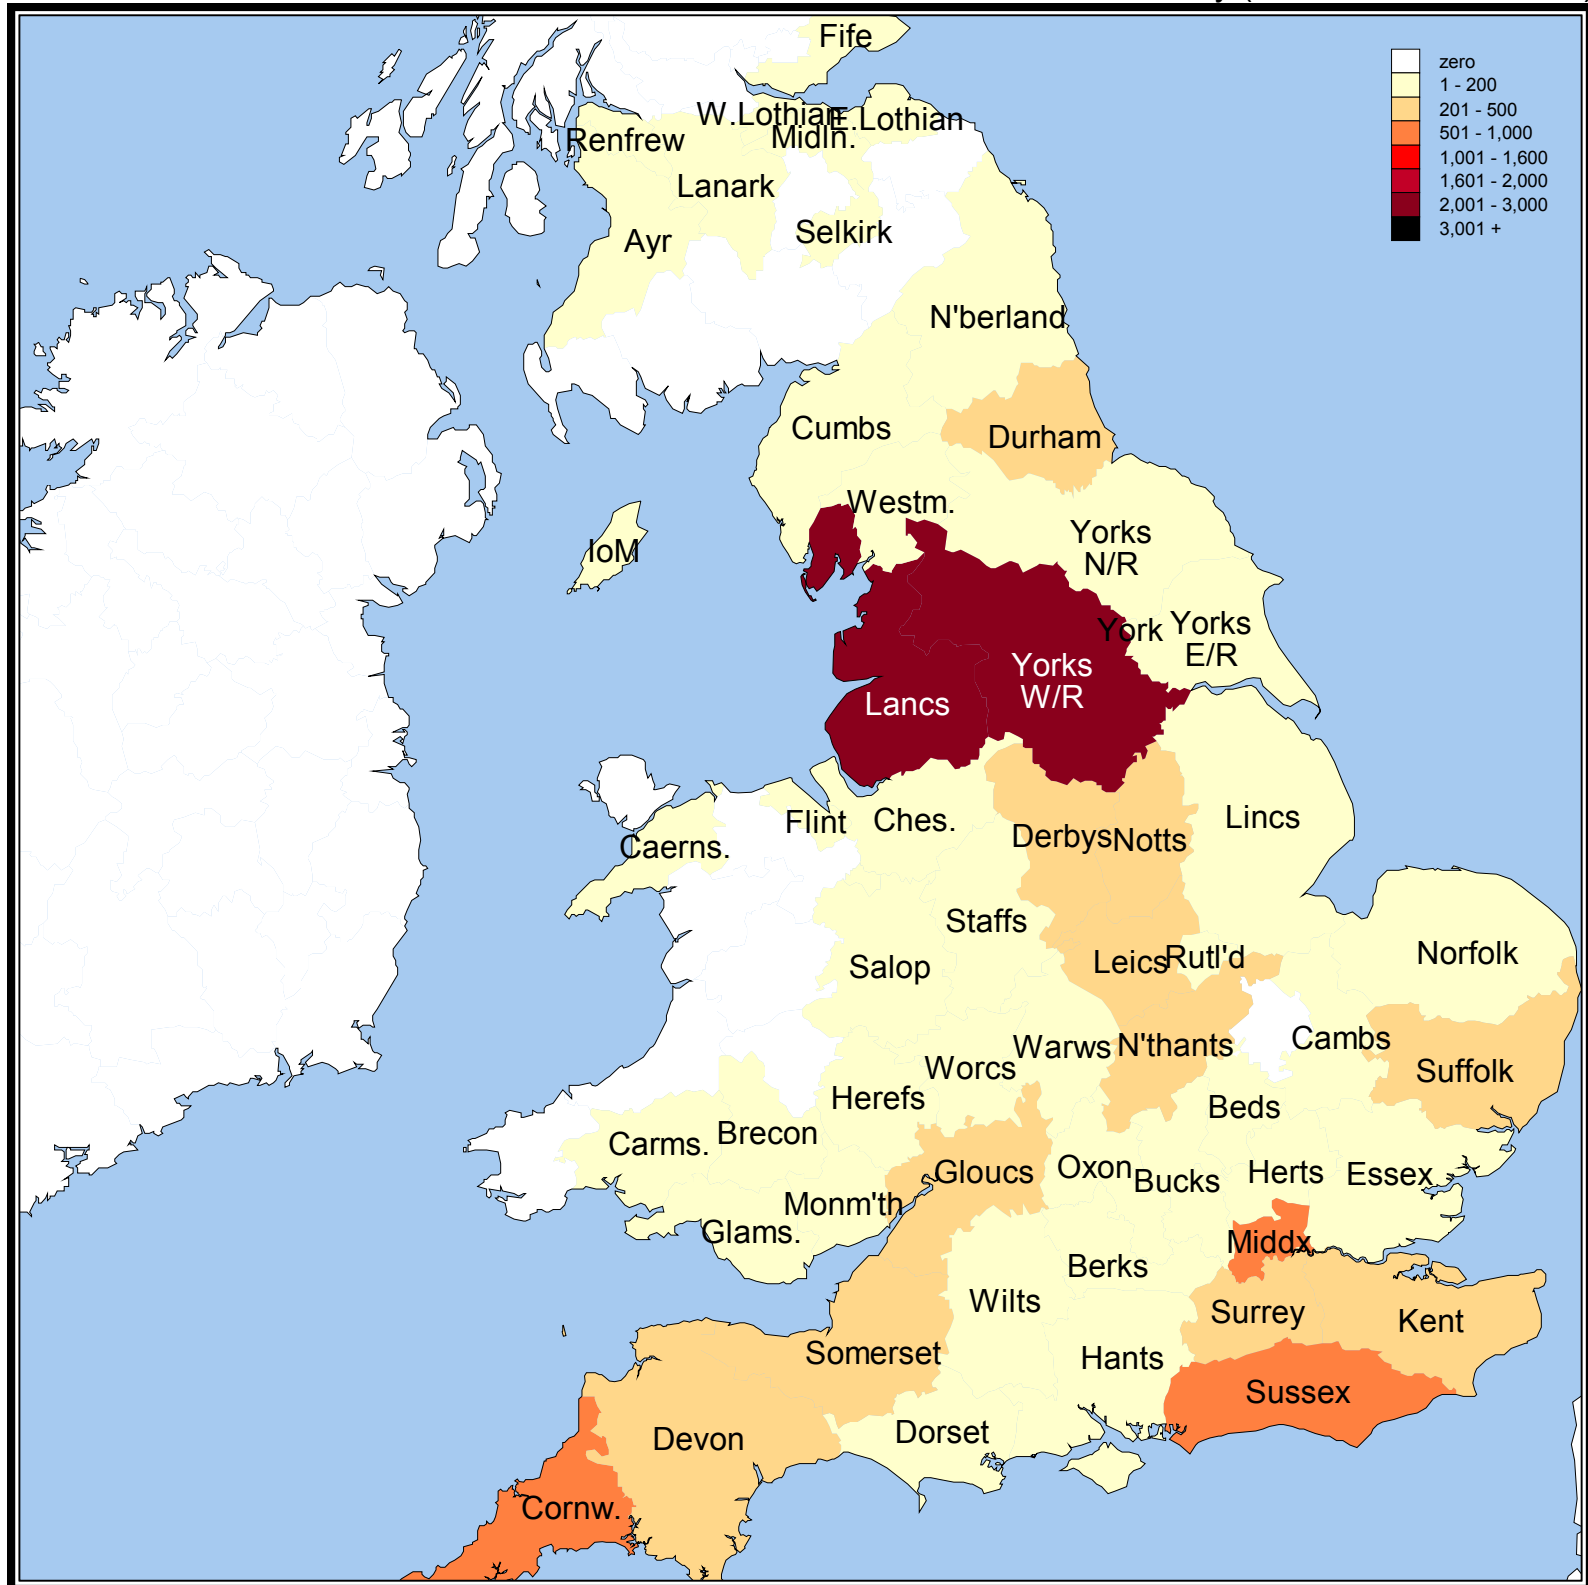 Fife
zero
1 - 200
201 - 500
501 - 1,000
1,001 - 1,600
1,601 - 2,000
2,001 - 3,000
3,001 +
W.Lothian
E.Lothian
Renfrew
Midln.
Lanark
Selkirk
Ayr
N'berland
Cumbs
Durham
Westm.
IoM
Yorks
N/R
York
Yorks
E/R
Yorks
W/R
Lancs
Flint
Ches.
Lincs
Caerns.
Derbys
Notts
Staffs
Salop
Leics
Rutl'd
Norfolk
Warws
N'thants
Cambs
Worcs
Suffolk
Herefs
Beds
Carms.
Brecon
Gloucs
Oxon
Bucks
Herts
Essex
Monm'th
Glams.
Middx
Berks
Wilts
Surrey
Kent
Somerset
Hants
Sussex
Devon
Dorset
Cornw.